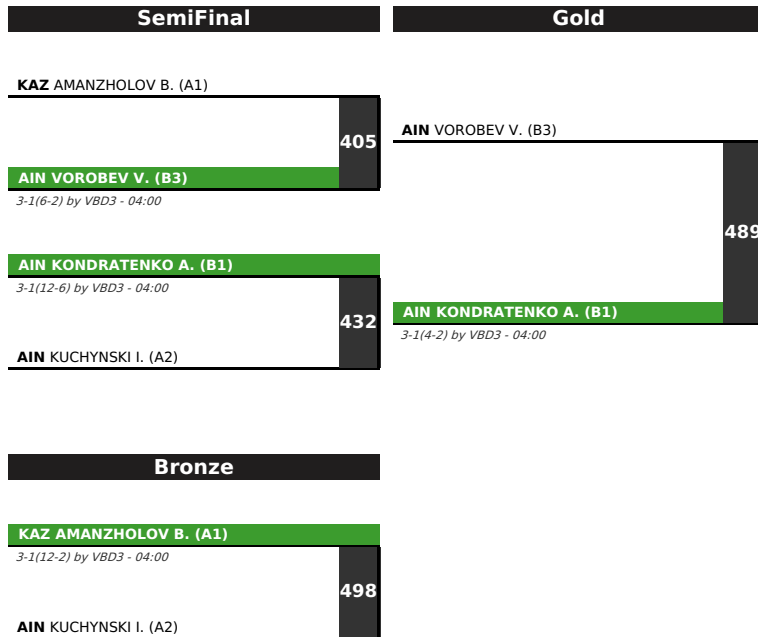 SemiFinal
Gold
KAZ AMANZHOLOV B. (A1)
405
AIN VOROBEV V. (B3)
3-1(6-2) by VBD3 - 04:00
AIN KONDRATENKO A. (B1)
3-1(12-6) by VBD3 - 04:00
432
AIN KUCHYNSKI I. (A2)
AIN VOROBEV V. (B3)
489
AIN KONDRATENKO A. (B1)
3-1(4-2) by VBD3 - 04:00
Bronze
KAZ AMANZHOLOV B. (A1)
3-1(12-2) by VBD3 - 04:00
498
AIN KUCHYNSKI I. (A2)